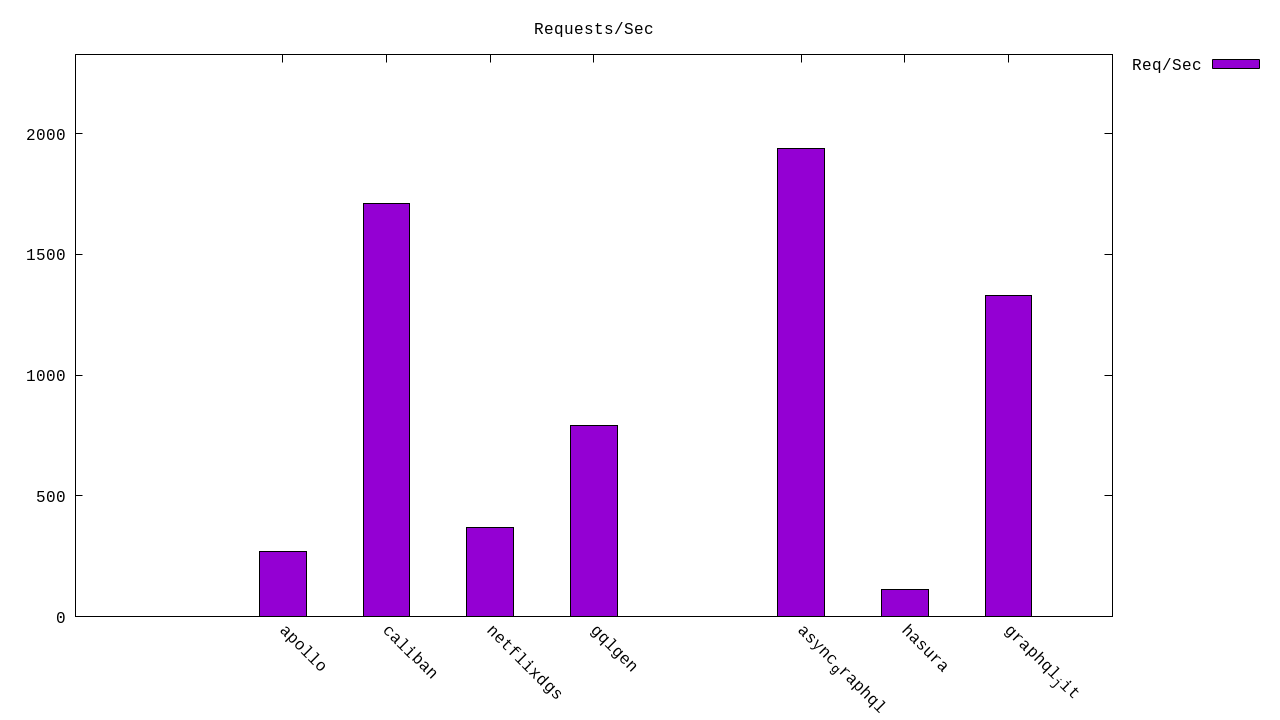 Requests/Sec
Req/Sec
2000
1500
1000
500
0
apollo
caliban
netflixdgs
gqlgen
async_graphql
hasura
graphql_jit